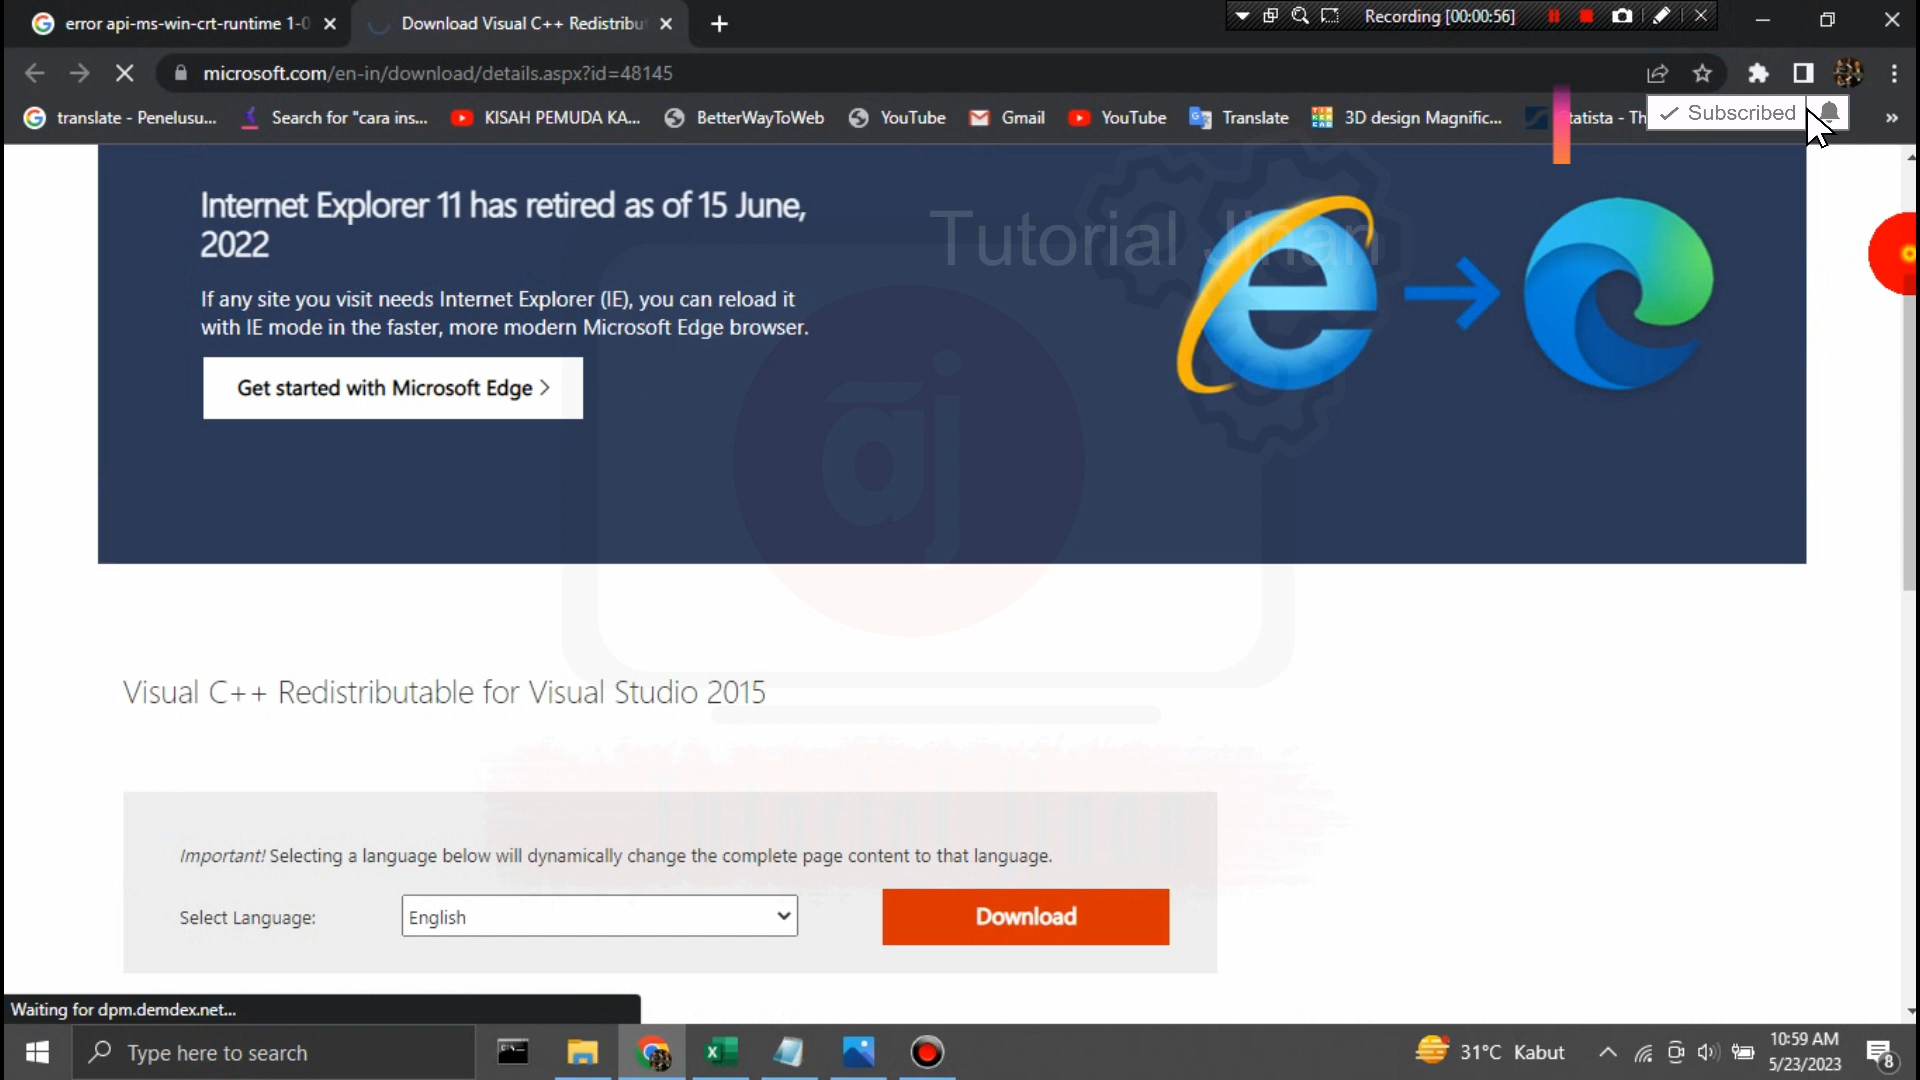 error api-ms-win-crt-runtime 1-0
Download Visual C++ Redistribu
Recording [00:00:56]
microsoft.com/en-in/download/details.aspx?id=48145
translate - Penelusu...
Search for "cara ins...
KISAH PEMUDA KA...
BetterWayToWeb
YouTube
Gmail
YouTube
Translate
3D design Magnific...
tatista - Th
Subscribed
»
Internet Explorer 11 has retired as of 15 June,
2022
Tutorial Jinan
If any site you visit needs Internet Explorer (IE), you can reload it
with IE mode in the faster, more modern Microsoft Edge browser.
Get started with Microsoft Edge >
aj
Visual C++ Redistributable for Visual Studio 2015
Tutorial Jinan
Important! Selecting a language below will dynamically change the complete page content to that language.
Select Language:
English
Download
Waiting for dpm.demdex.net...
Type here to search
31°C Kabut
10:59 AM
5/23/2023
8